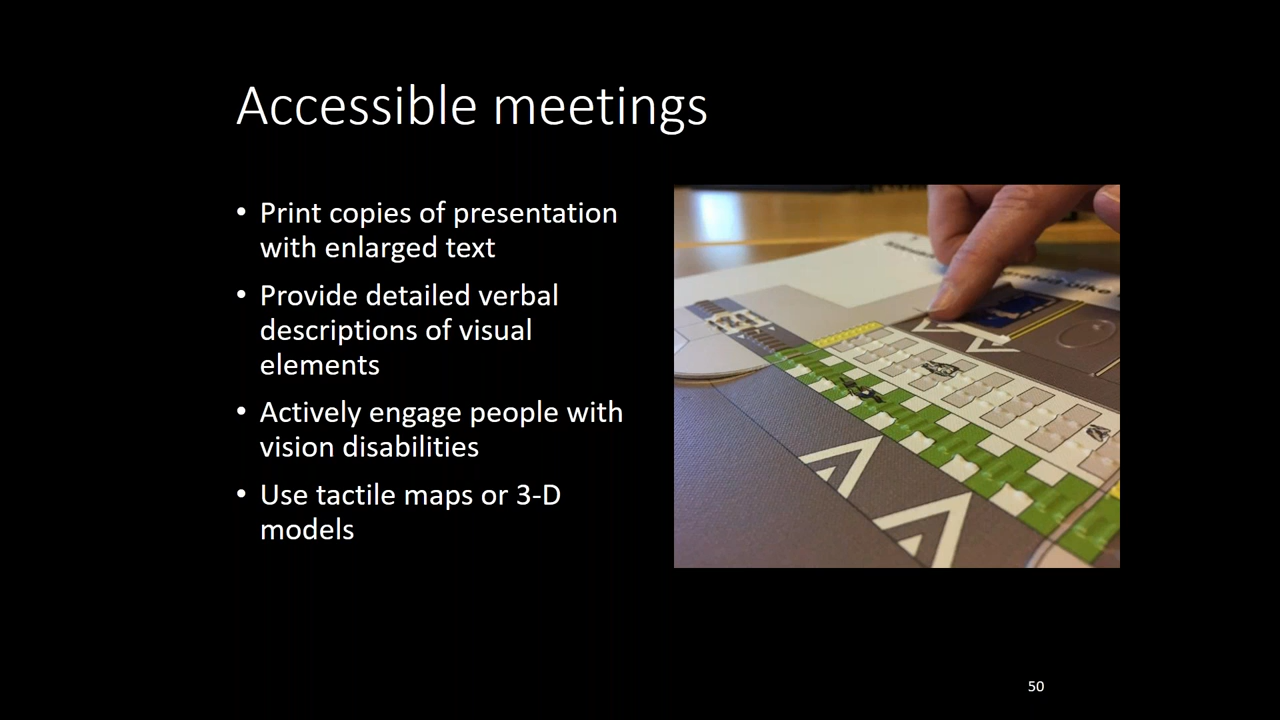 Accessible meetings
• Print copies of presentation
with enlarged text
• Provide detailed verbal
descriptions of visual
elements
• Actively engage people with
vision disabilities
• Use tactile maps or 3-D
models
50